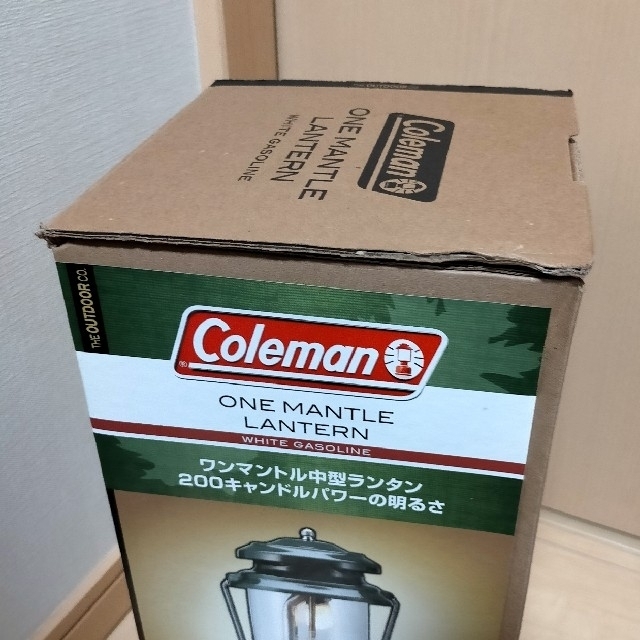 Coleman
ONE MANTLE
LANTERN
WHITE GASOLINE
THE OUTDOOR CO.
Coleman
ONE MANTLE
LANTERN
WHITE GASOLINE
ワンマントル中型ランタン
200キャンドルパワーの明るさ